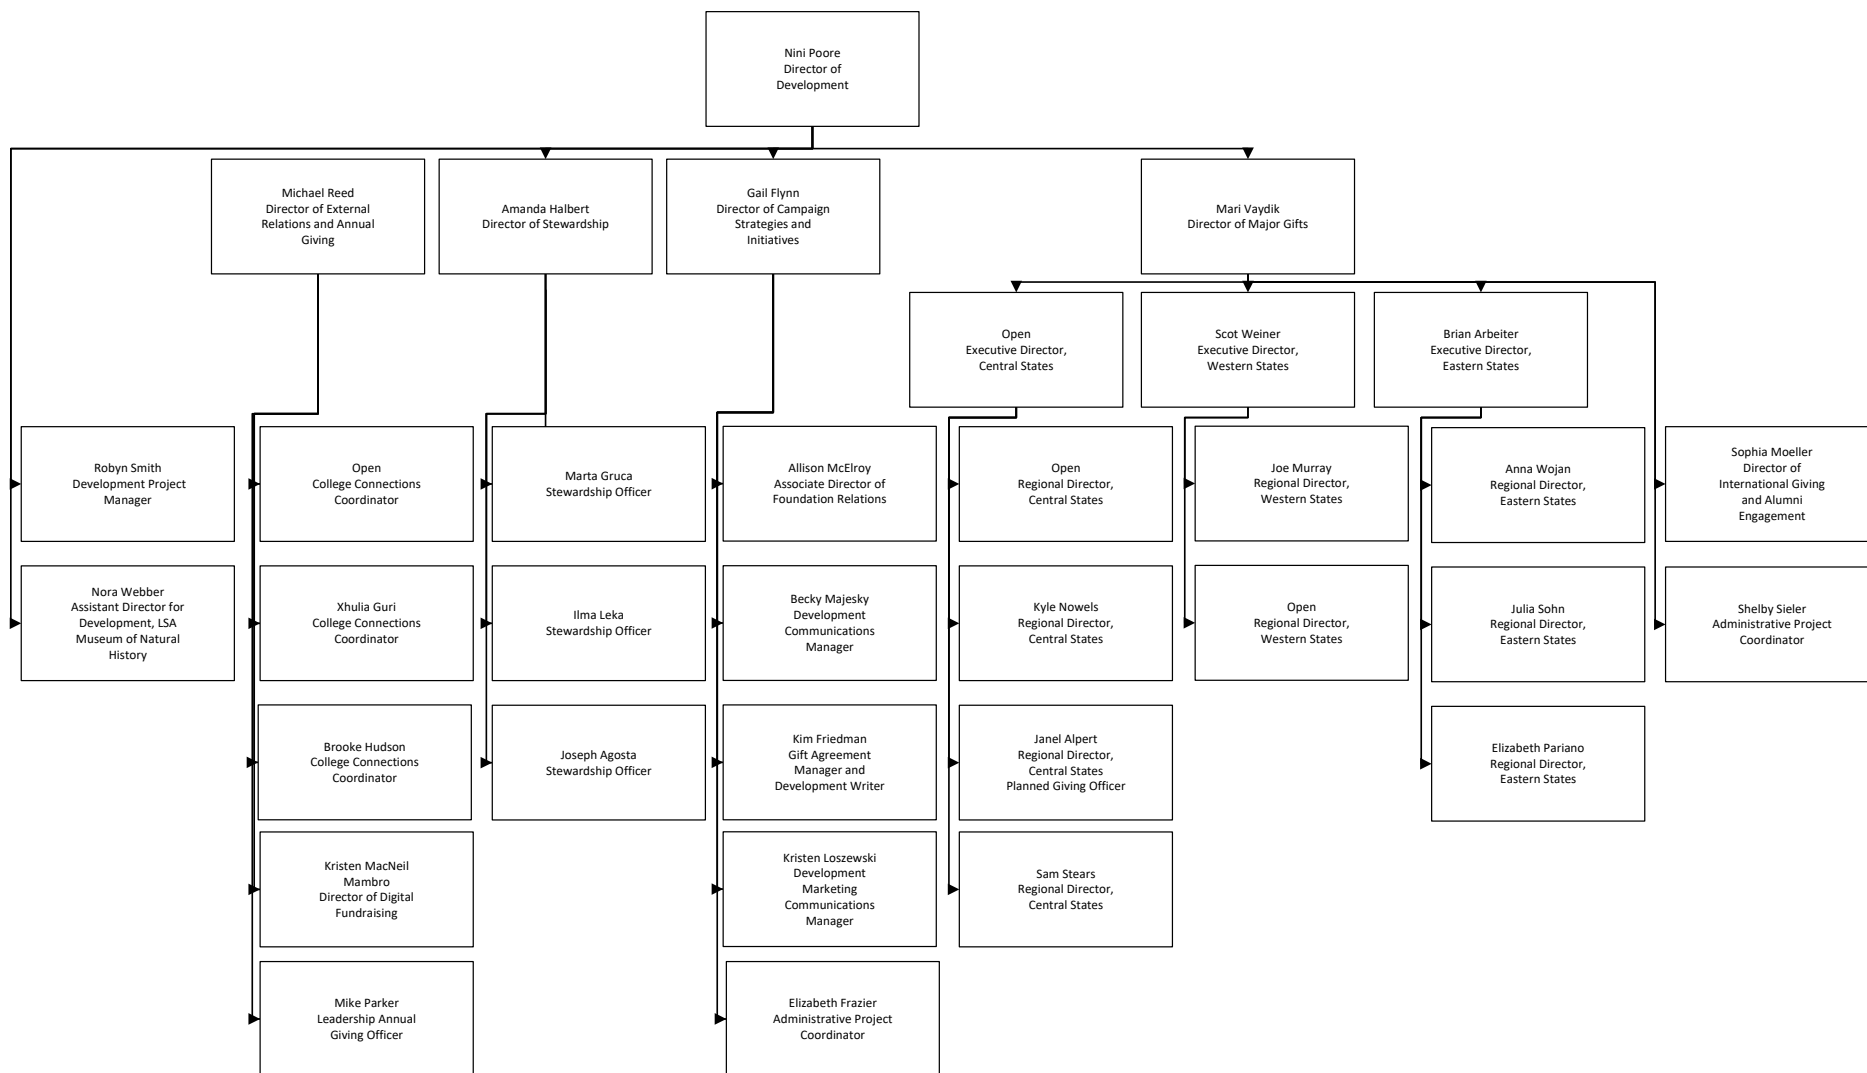 Nini Poore
Director of
Development
Michael Reed
Director of External
Relations and Annual
Giving
Amanda Halbert
Director of Stewardship
Gail Flynn
Director of Campaign
Strategies and
Initiatives
Mari Vaydik
Director of Major Gifts
Open
Executive Director,
Central States
Scot Weiner
Executive Director,
Western States
Brian Arbeiter
Executive Director,
Eastern States
Robyn Smith
Development Project
Manager
Open
College Connections
Coordinator
Marta Gruca
Stewardship Officer
Allison McElroy
Associate Director of
Foundation Relations
Open
Regional Director,
Central States
Joe Murray
Regional Director,
Western States
Anna Wojan
Regional Director,
Eastern States
Sophia Moeller
Director of
International Giving
and Alumni
Engagement
Nora Webber
Assistant Director for
Development, LSA
Museum of Natural
History
Xhulia Guri
College Connections
Coordinator
Ilma Leka
Stewardship Officer
Becky Majesky
Development
Communications
Manager
Kyle Nowels
Regional Director,
Central States
Open
Regional Director,
Western States
Julia Sohn
Regional Director,
Eastern States
Shelby Sieler
Administrative Project
Coordinator
Brooke Hudson
College Connections
Coordinator
Joseph Agosta
Stewardship Officer
Kim Friedman
Gift Agreement
Manager and
Development Writer
Janel Alpert
Regional Director,
Central States
Planned Giving Officer
Elizabeth Pariano
Regional Director,
Eastern States
Kristen MacNeil
Mambro
Director of Digital
Fundraising
Kristen Loszewski
Development
Marketing
Communications
Manager
Sam Stears
Regional Director,
Central States
Mike Parker
Leadership Annual
Giving Officer
Elizabeth Frazier
Administrative Project
Coordinator